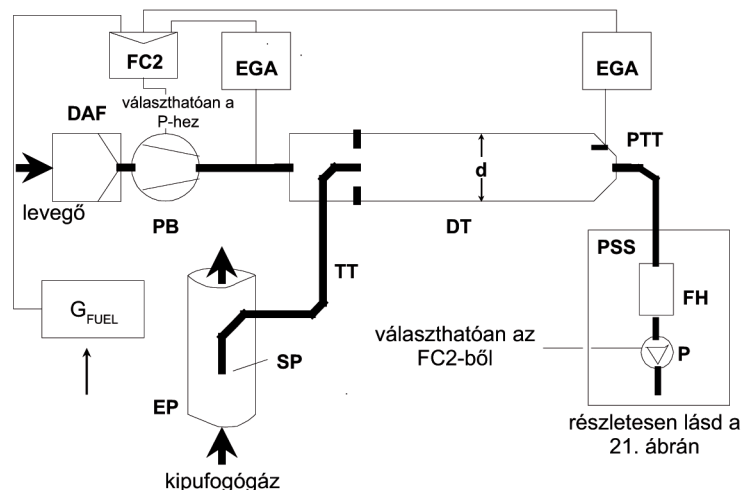 FC2
EGA
EGA
választhatóan a
P-hez
DAF
PTT
levegő
PB
d
DT
PSS
TT
FH
G_FUEL
választhatóan az
FC2-ből
P
SP
EP
részletesen lásd a
21. ábrán
kipufogógáz